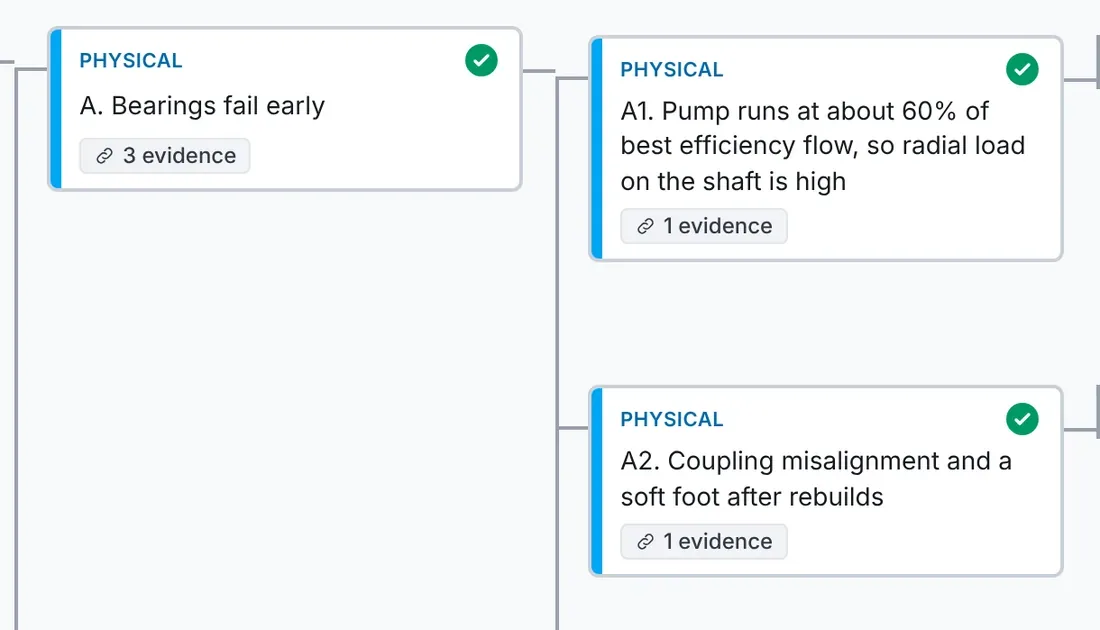 PHYSICAL
A. Bearings fail early
3 evidence
PHYSICAL
A1. Pump runs at about 60% of
best efficiency flow, so radial load
on the shaft is high
1 evidence
PHYSICAL
A2. Coupling misalignment and a
soft foot after rebuilds
1 evidence